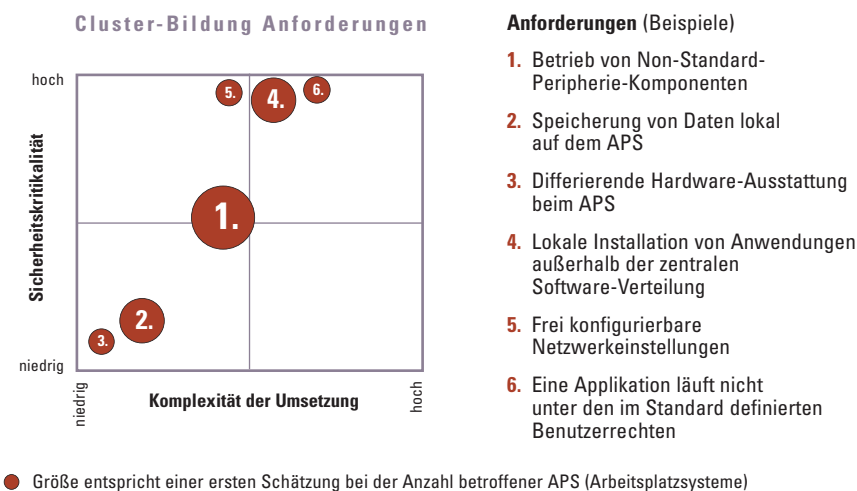 Cluster-Bildung Anforderungen
hoch
Sicherheitskritikalität
niedrig
5.
4.
6.
1.
2.
3.
niedrig
Komplexität der Umsetzung
hoch
Anforderungen (Beispiele)
1. Betrieb von Non-Standard-
Peripherie-Komponenten
2. Speicherung von Daten lokal
auf dem APS
3. Differierende Hardware-Ausstattung
beim APS
4. Lokale Installation von Anwendungen
außerhalb der zentralen
Software-Verteilung
5. Frei konfigurierbare
Netzwerkeinstellungen
6. Eine Applikation läuft nicht
unter den im Standard definierten
Benutzerrechten
Größe entspricht einer ersten Schätzung bei der Anzahl betroffener APS (Arbeitsplatzsysteme)